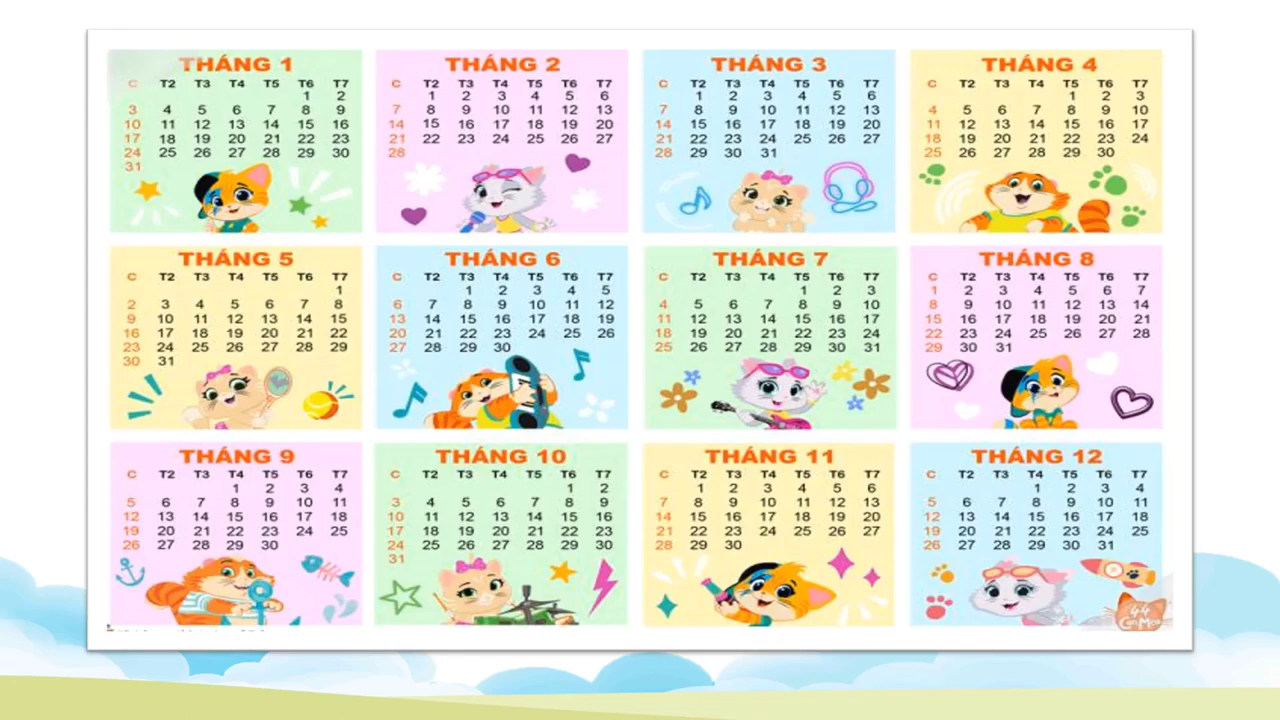 THÁNG 1
C T2 T3 T4 T5 T6 T7
1 2
3 4 5 6 7 8 9
10 11 12 13 14 15 16
17 18 19 20 21 22 23
24 25 26 27 28 29 30
31
THÁNG 2
C T2 T3 T4 T5 T6 T7
1 2 3 4 5 6
7 8 9 10 11 12 13
14 15 16 17 18 19 20
21 22 23 24 25 26 27
28
THÁNG 3
C T2 T3 T4 T5 T6 T7
1 2 3 4 5 6
7 8 9 10 11 12 13
14 15 16 17 18 19 20
21 22 23 24 25 26 27
28 29 30 31
THÁNG 4
C T2 T3 T4 T5 T6 T7
1 2 3
4 5 6 7 8 9 10
11 12 13 14 15 16 17
18 19 20 21 22 23 24
25 26 27 28 29 30
THÁNG 5
C T2 T3 T4 T5 T6 T7
1
2 3 4 5 6 7 8
9 10 11 12 13 14 15
16 17 18 19 20 21 22
23 24 25 26 27 28 29
30 31
THÁNG 6
C T2 T3 T4 T5 T6 T7
1 2 3 4 5
6 7 8 9 10 11 12
13 14 15 16 17 18 19
20 21 22 23 24 25 26
27 28 29 30
THÁNG 7
C T2 T3 T4 T5 T6 T7
1 2 3
4 5 6 7 8 9 10
11 12 13 14 15 16 17
18 19 20 21 22 23 24
25 26 27 28 29 30 31
THÁNG 8
C T2 T3 T4 T5 T6 T7
1 2 3 4 5 6 7
8 9 10 11 12 13 14
15 16 17 18 19 20 21
22 23 24 25 26 27 28
29 30 31
THÁNG 9
C T2 T3 T4 T5 T6 T7
1 2 3 4
5 6 7 8 9 10 11
12 13 14 15 16 17 18
19 20 21 22 23 24 25
26 27 28 29 30
THÁNG 10
C T2 T3 T4 T5 T6 T7
1 2
3 4 5 6 7 8 9
10 11 12 13 14 15 16
17 18 19 20 21 22 23
24 25 26 27 28 29 30
31
THÁNG 11
C T2 T3 T4 T5 T6 T7
1 2 3 4 5 6
7 8 9 10 11 12 13
14 15 16 17 18 19 20
21 22 23 24 25 26 27
28 29 30
THÁNG 12
C T2 T3 T4 T5 T6 T7
1 2 3 4
5 6 7 8 9 10 11
12 13 14 15 16 17 18
19 20 21 22 23 24 25
26 27 28 29 30 31
44
Con Mèo